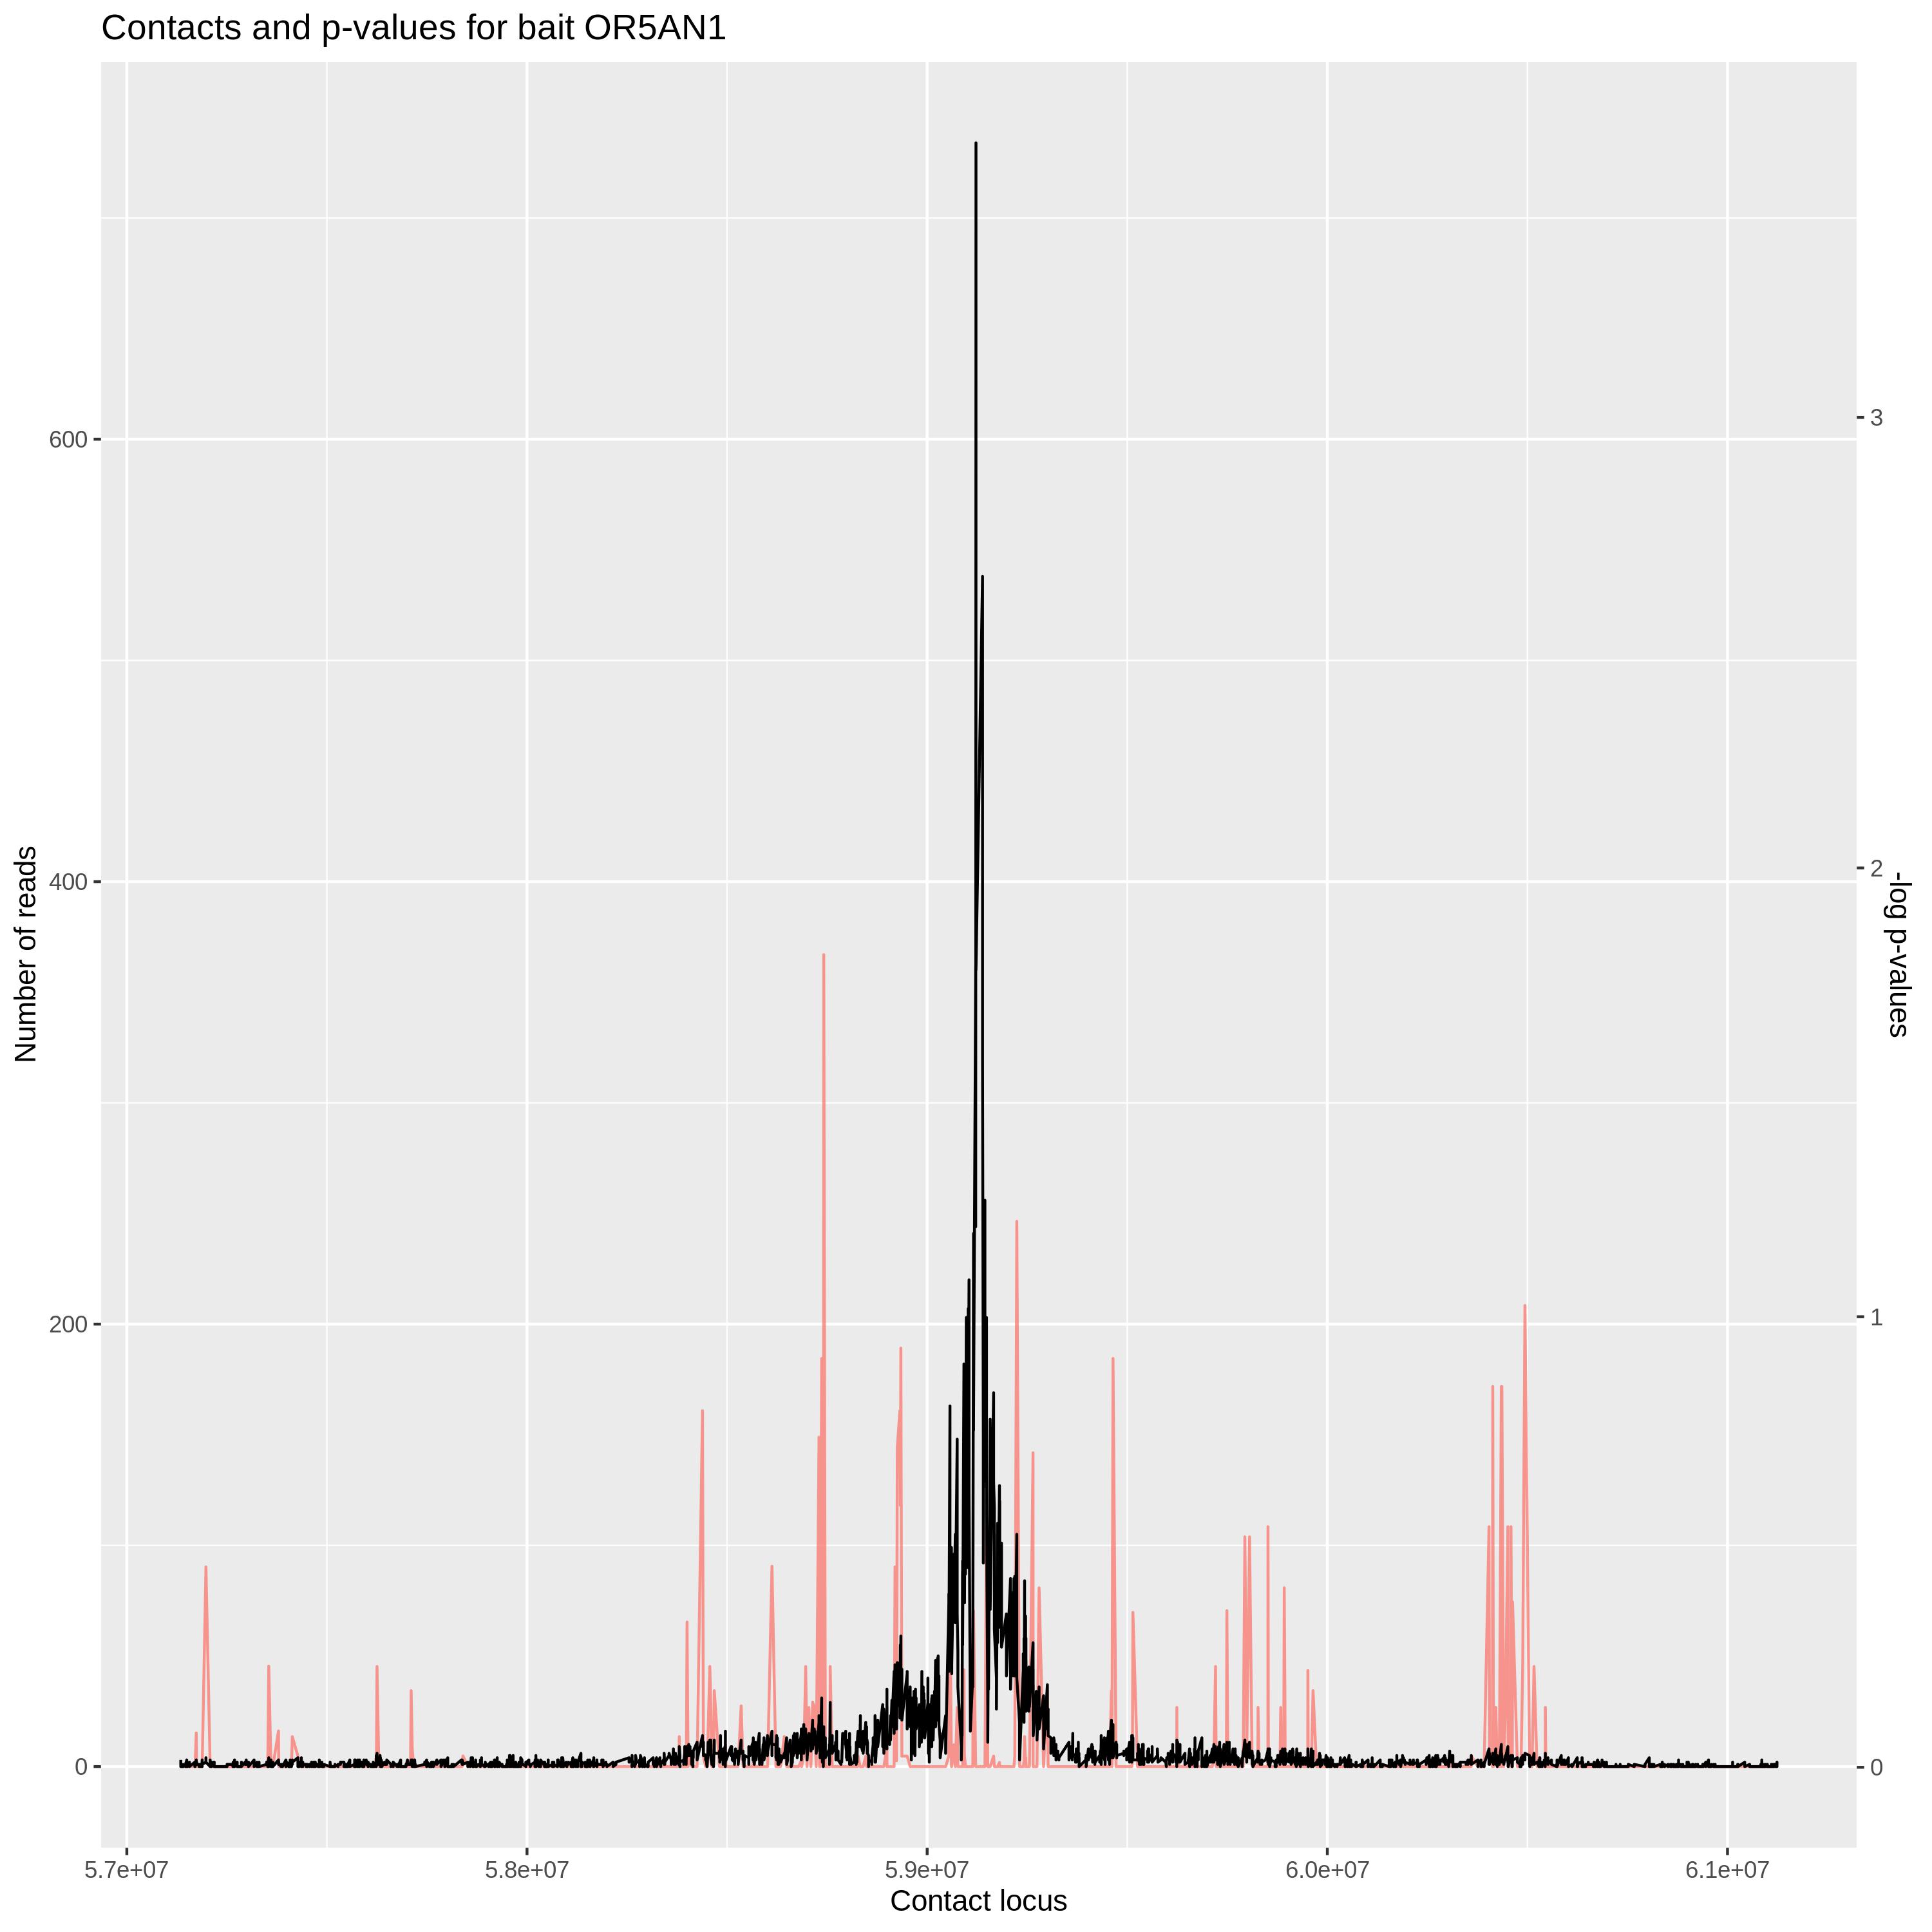 Contacts and p-values for bait OR5AN1
600
400
200
0
3
2
1
0
Number of reads
-log p-values
5.7e+07 5.8e+07 5.9e+07 6.0e+07 6.1e+07
Contact locus